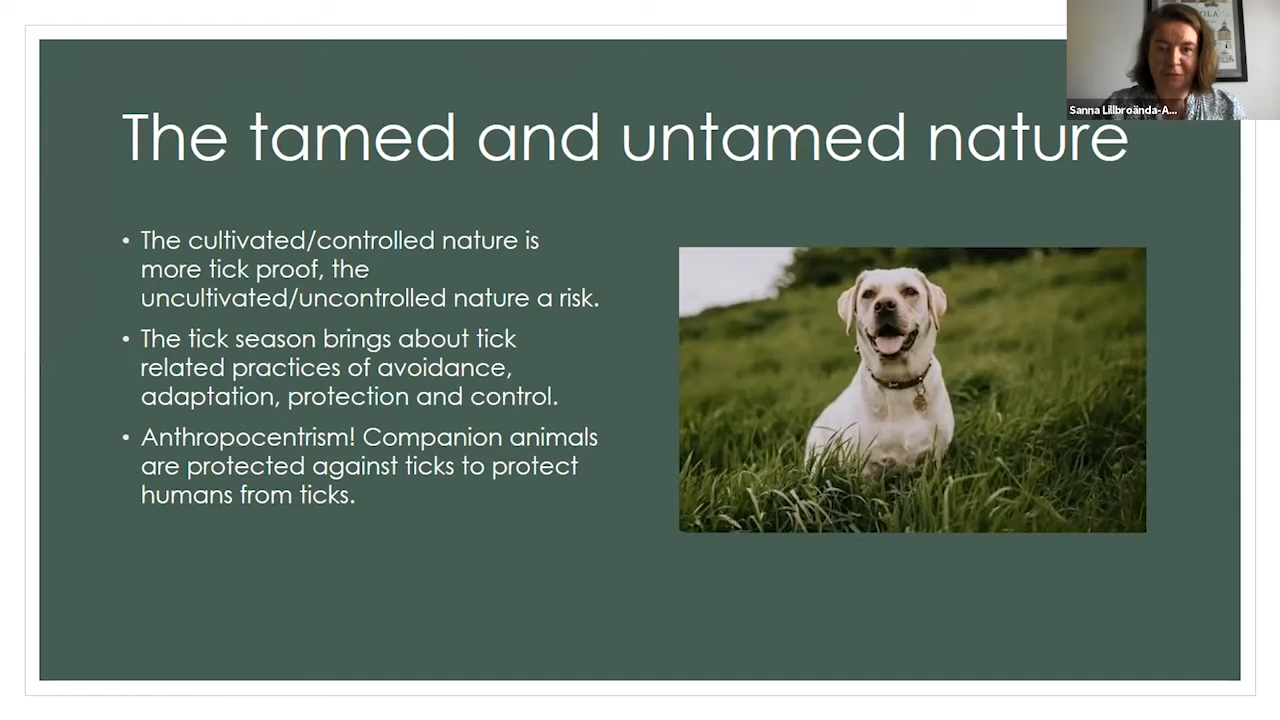 Sanna Lillbroända-A...
The tamed and untamed nature
• The cultivated/controlled nature is
more tick proof, the
uncultivated/uncontrolled nature a risk.
• The tick season brings about tick
related practices of avoidance,
adaptation, protection and control.
• Anthropocentrism! Companion animals
are protected against ticks to protect
humans from ticks.